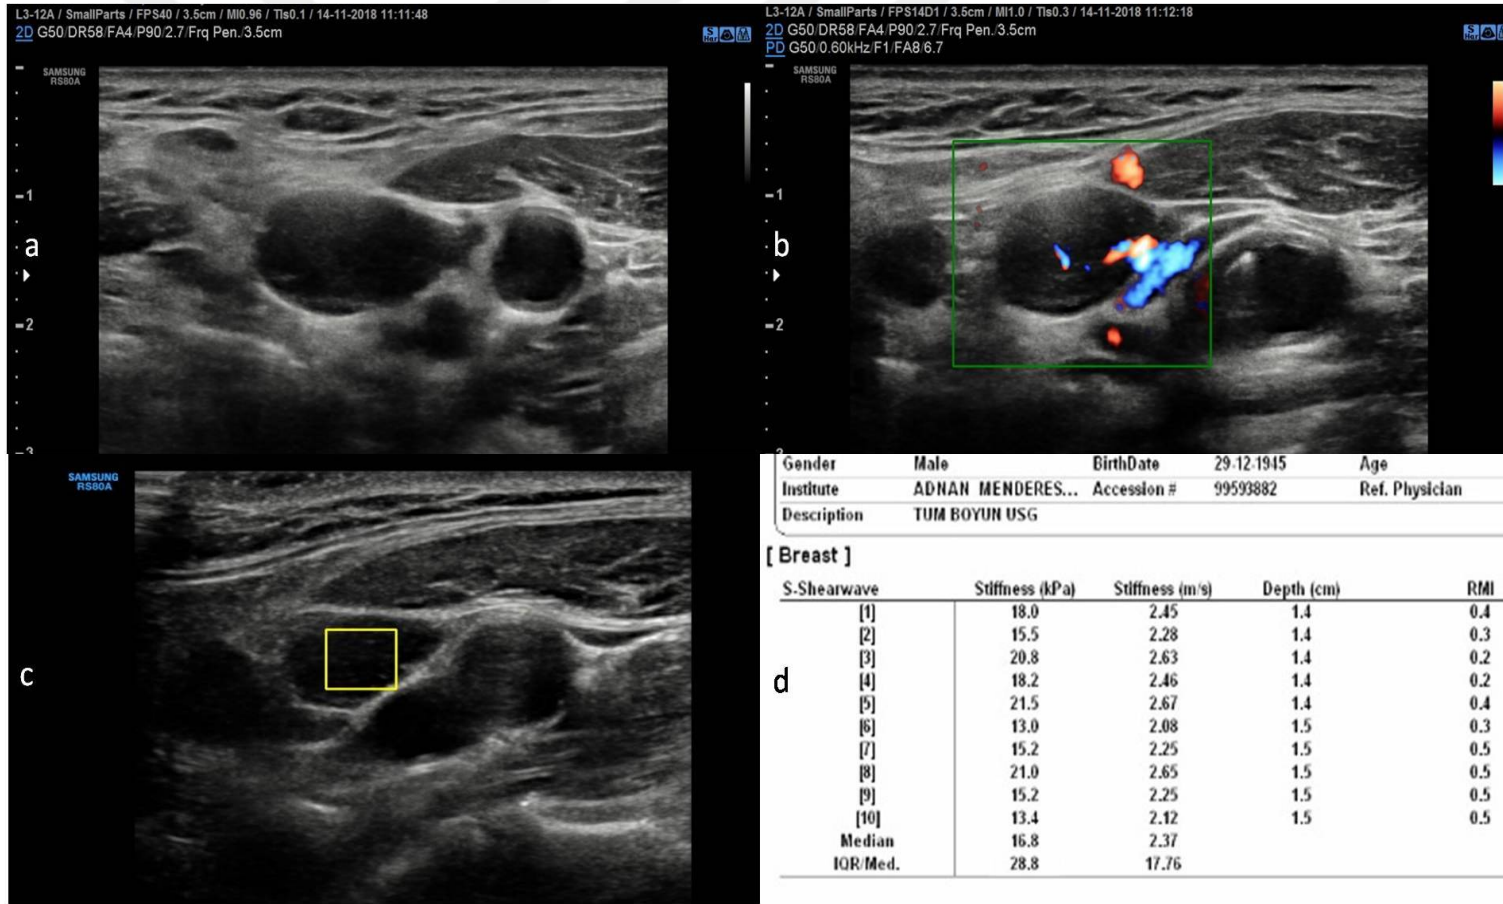 L3-12A / SmallParts / FPS40 / 3.5cm / MI0.96 / TIs0.1 / 14-11-2018 11:11:48
2D G50/DR58/FA4/P90/2.7/Frq Pen./3.5cm
S
Har
SAMSUNG
RS80A
1
a
2
3
L3-12A / SmallParts / FPS14D1 / 3.5cm / MI1.0 / TIs0.3 / 14-11-2018 11:12:18
2D G50/DR58/FA4/P90/2.7/Frq Pen./3.5cm
PD G50/0.60kHz/F1/FA8/6.7
S
Har
SAMSUNG
RS80A
1
b
2
3
SAMSUNG
RS80A
c
Gender Male BirthDate 29-12-1945 Age
Institute ADNAN MENDERES... Accession # 99593882 Ref. Physician
Description TUM BOYUN USG
[ Breast ]
S-Shearwave Stiffness (kPa) Stiffness (m/s) Depth (cm) RMI
[1] 18.0 2.45 1.4 0.4
[2] 15.5 2.28 1.4 0.3
[3] 20.8 2.63 1.4 0.2
d
[4] 18.2 2.46 1.4 0.2
[5] 21.5 2.67 1.4 0.4
[6] 13.0 2.08 1.5 0.3
[7] 15.2 2.25 1.5 0.5
[8] 21.0 2.65 1.5 0.5
[9] 15.2 2.25 1.5 0.5
[10] 13.4 2.12 1.5 0.5
Median 16.8 2.37
IQR/Med. 28.8 17.76